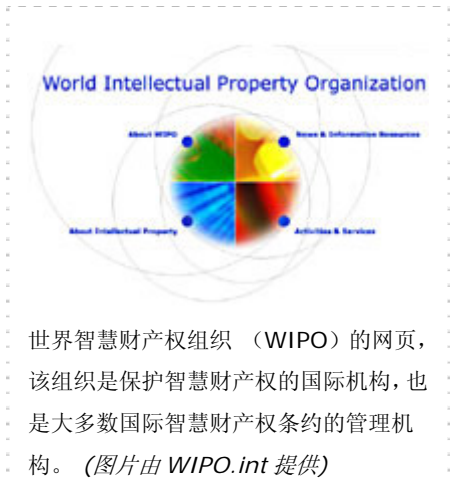 World Intellectual Property Organization
About WIPO
News & Information Resources
About Intellectual Property
Activities & Services
世界智慧财产权组织 （WIPO）的网页，
该组织是保护智慧财产权的国际机构，也
是大多数国际智慧财产权条约的管理机
构。 (图片由 WIPO.int 提供)